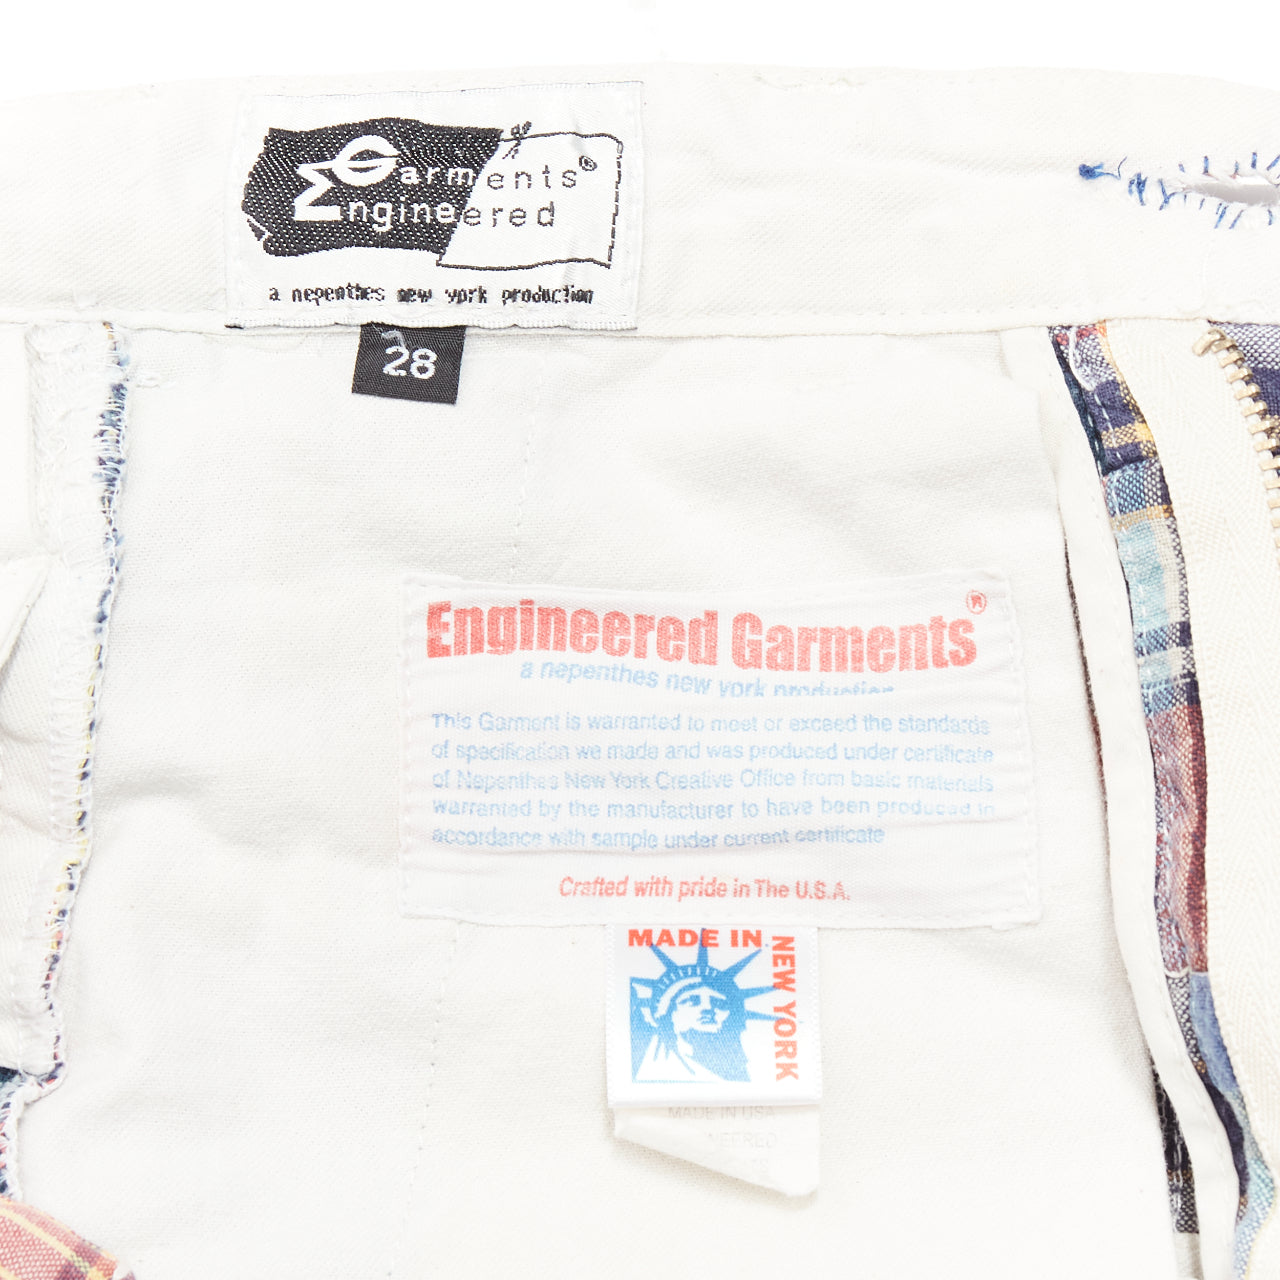 Garments®
Engineered
a nepenthes new york production
28
Engineered Garments
a nepenthes new york production
This Garment is warranted to meet or exceed the standards
of specification we made and was produced under certificate
of Nepenthes New York Creative Office from basic materials
warranted by the manufacturer to have been produced in
accordance with sample under current certificate
Crafted with pride in The U.S.A.
MADE IN
NEW YORK
MADE IN USA